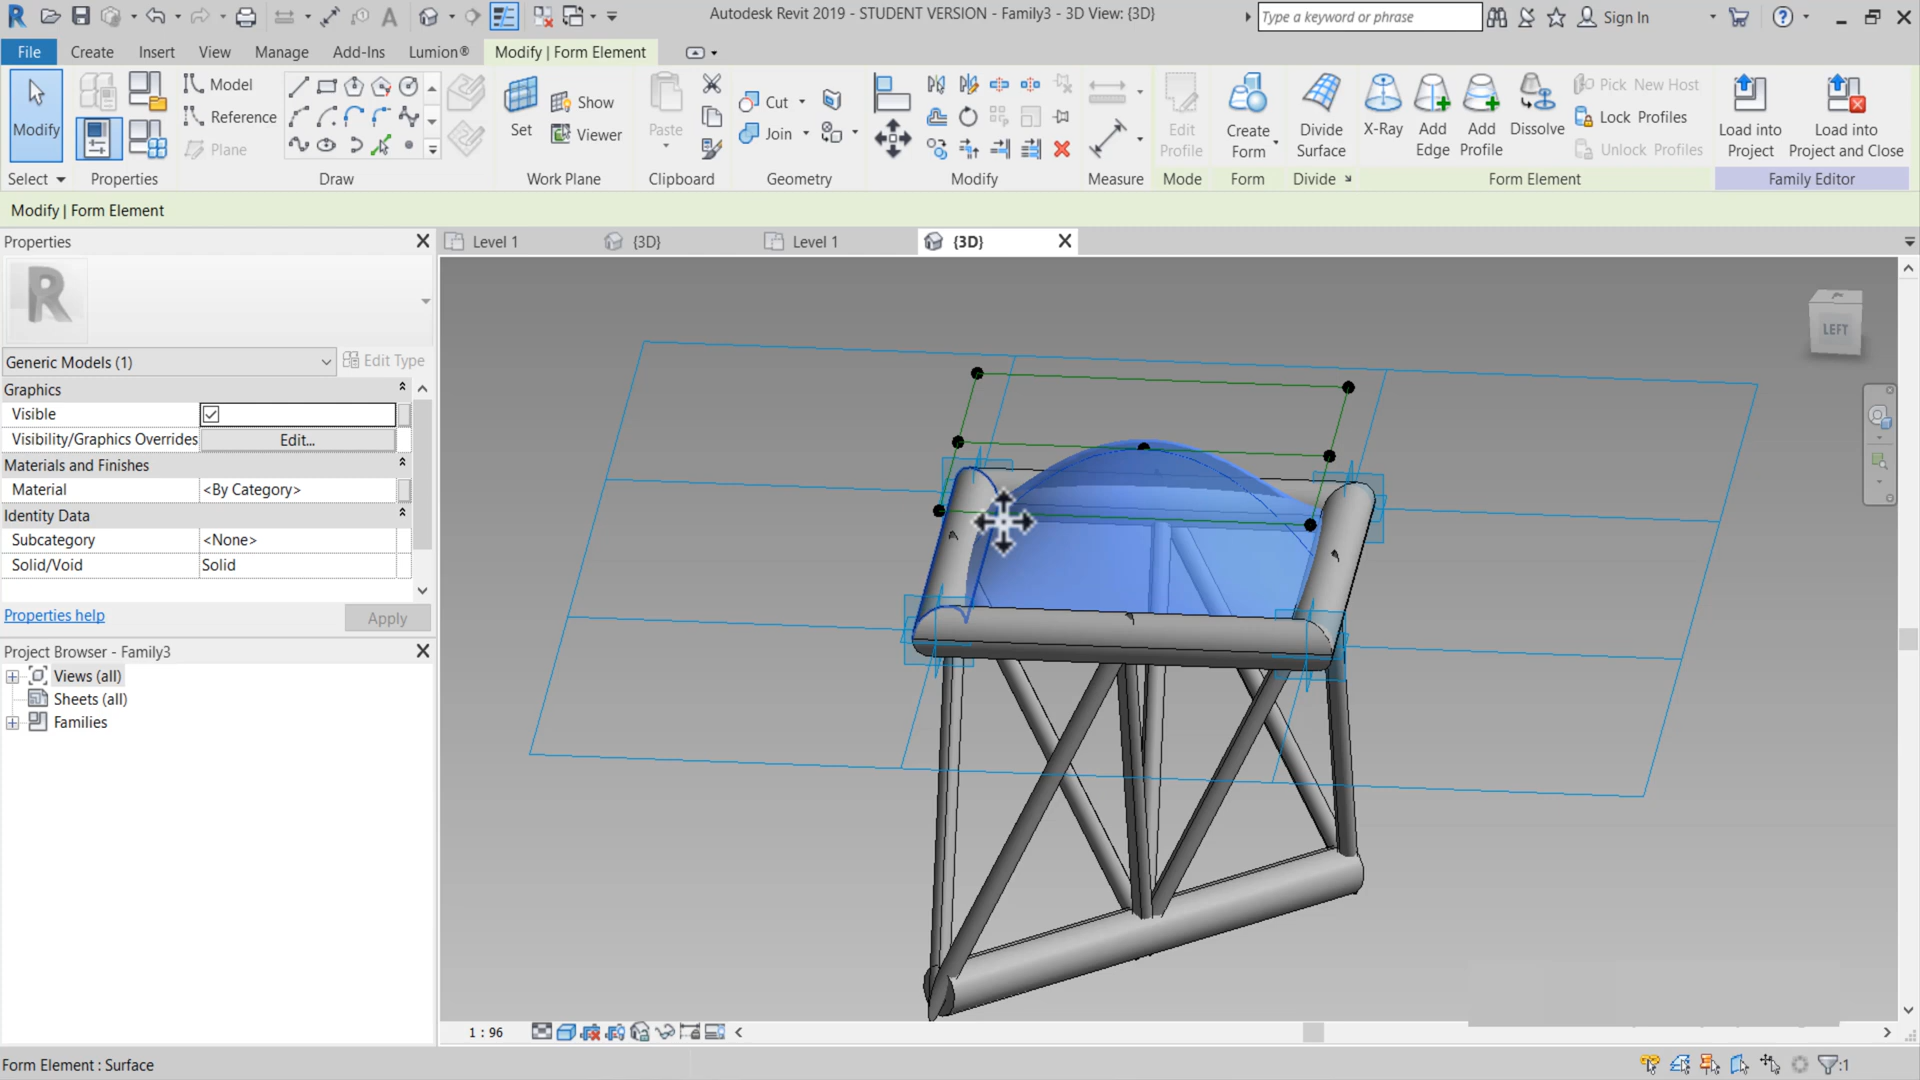 Autodesk Revit 2019 - STUDENT VERSION - Family3 - 3D View: {3D}
Type a keyword or phrase
Sign In
File
Create
Insert
View
Manage
Add-Ins
Lumion®
Modify | Form Element
Modify
Model
Reference
Plane
Set
Show
Viewer
Paste
Cut
Join
Edit Profile
Create Form
Divide Surface
X-Ray
Add Edge
Add Profile
Dissolve
Pick New Host
Lock Profiles
Unlock Profiles
Load into Project
Load into Project and Close
Select
Properties
Draw
Work Plane
Clipboard
Geometry
Modify
Measure
Mode
Form
Divide
Form Element
Family Editor
Modify | Form Element
Properties
Level 1
{3D}
Level 1
{3D}
R
LEFT
Generic Models (1)
Edit Type
Graphics
Visible
Visibility/Graphics Overrides
Edit...
Materials and Finishes
Material
<By Category>
Identity Data
Subcategory
<None>
Solid/Void
Solid
Properties help
Apply
Project Browser - Family3
Views (all)
Sheets (all)
Families
1 : 96
Form Element : Surface
:1